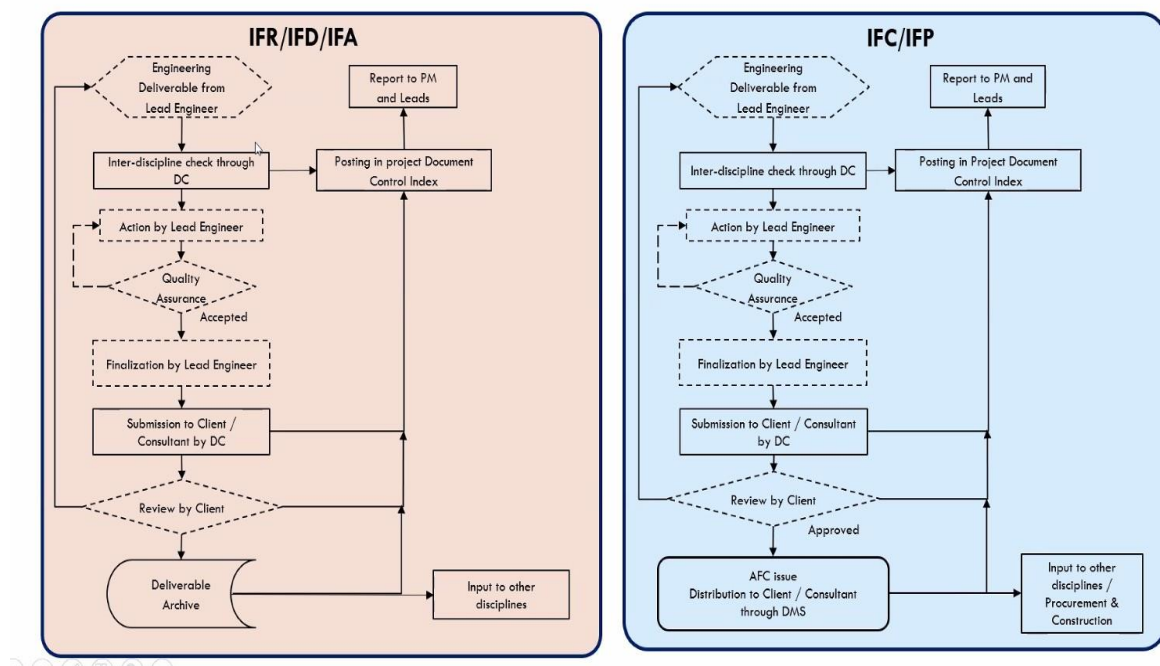 IFR/IFD/IFA
Engineering
Deliverable from
Lead Engineer
Report to PM
and Leads
Inter-discipline check through
DC
Posting in project Document
Control Index
Action by Lead Engineer
Quality
Assurance
Accepted
Finalization by Lead Engineer
Submission to Client /
Consultant by DC
Review by Client
Deliverable
Archive
Input to other
disciplines
IFC/IFP
Engineering
Deliverable from
Lead Engineer
Report to PM and
Leads
Inter-discipline check through DC
Posting in Project Document
Control Index
Action by Lead Engineer
Quality
Assurance
Accepted
Finalization by Lead Engineer
Submission to Client / Consultant
by DC
Review by Client
Approved
AFC issue
Distribution to Client / Consultant
through DMS
Input to other
disciplines /
Procurement &
Construction